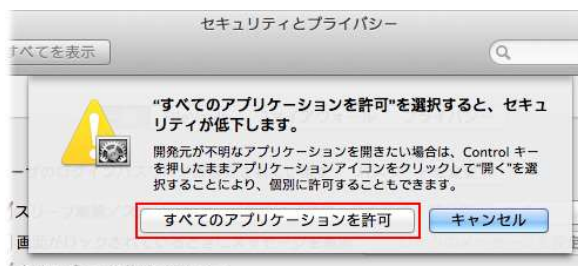 セキュリティとプライバシー
すべてを表示
"すべてのアプリケーションを許可"を選択すると、セキュ
リティが低下します。
開発元が不明なアプリケーションを開きたい場合は、Control キー
を押したままアプリケーションアイコンをクリックして"開く"を選
択することにより、個別に許可することもできます。
すべてのアプリケーションを許可
キャンセル